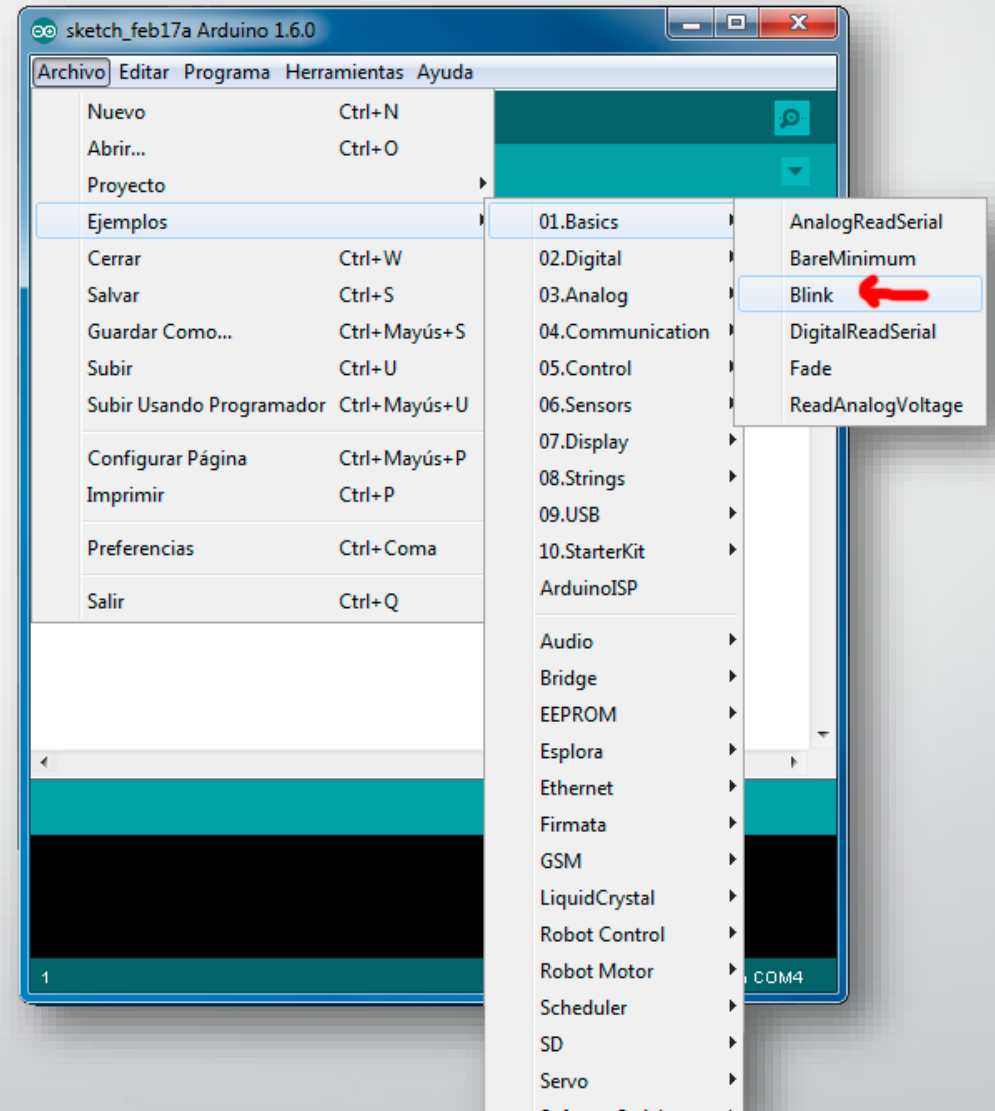 sketch_feb17a Arduino 1.6.0
Archivo Editar Programa Herramientas Ayuda
Nuevo Ctrl+N
Abrir... Ctrl+O
Proyecto
Ejemplos
Cerrar Ctrl+W
Salvar Ctrl+S
Guardar Como... Ctrl+Mayús+S
Subir Ctrl+U
Subir Usando Programador Ctrl+Mayús+U
Configurar Página Ctrl+Mayús+P
Imprimir Ctrl+P
Preferencias Ctrl+Coma
Salir Ctrl+Q
01.Basics
02.Digital
03.Analog
04.Communication
05.Control
06.Sensors
07.Display
08.Strings
09.USB
10.StarterKit
ArduinoISP
Audio
Bridge
EEPROM
Esplora
Ethernet
Firmata
GSM
LiquidCrystal
Robot Control
Robot Motor
Scheduler
SD
Servo
AnalogReadSerial
BareMinimum
Blink
DigitalReadSerial
Fade
ReadAnalogVoltage
1 COM4